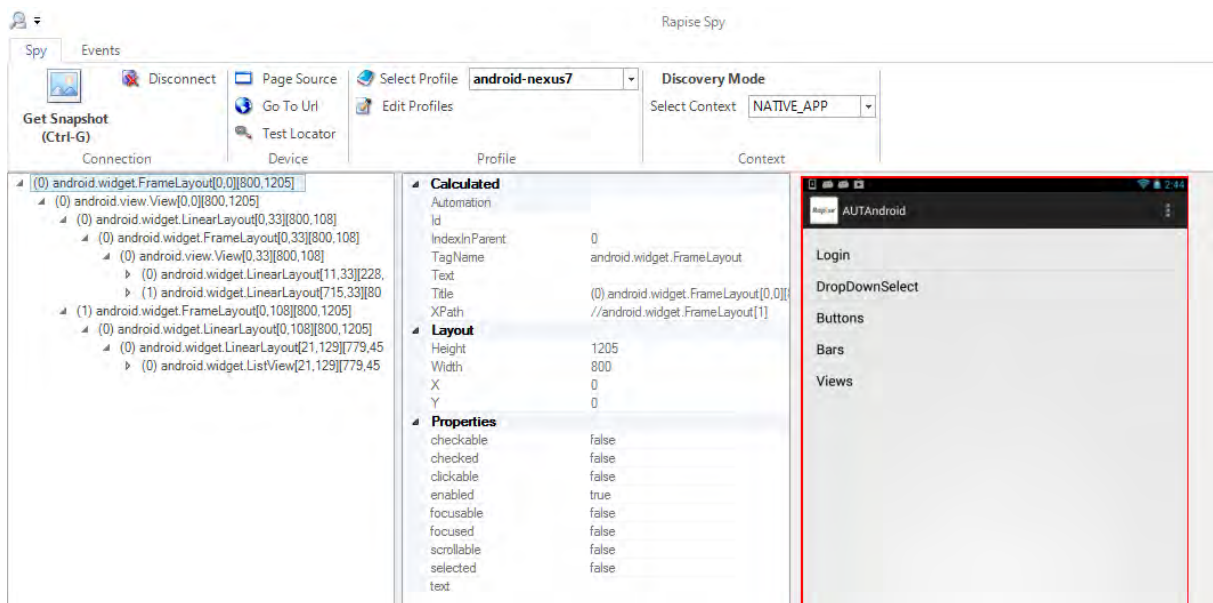 Rapise Spy
Spy Events
Get Snapshot
(Ctrl-G)
Disconnect
Connection
Page Source
Go To Url
Test Locator
Device
Select Profile android-nexus7
Edit Profiles
Profile
Discovery Mode
Select Context NATIVE_APP
Context
(0) android.widget.FrameLayout[0,0][800,1205]
(0) android.view.View[0,0][800,1205]
(0) android.widget.LinearLayout[0,33][800,108]
(0) android.widget.FrameLayout[0,33][800,108]
(0) android.view.View[0,33][800,108]
(0) android.widget.LinearLayout[11,33][228,
(1) android.widget.LinearLayout[715,33][80
(1) android.widget.FrameLayout[0,108][800,1205]
(0) android.widget.LinearLayout[0,108][800,1205]
(0) android.widget.LinearLayout[21,129][779,45
(0) android.widget.ListView[21,129][779,45
Calculated
Automation
Id
IndexInParent 0
TagName android.widget.FrameLayout
Text
Title (0) android.widget.FrameLayout[0,0][8
XPath //android.widget.FrameLayout[1]
Layout
Height 1205
Width 800
X 0
Y 0
Properties
checkable false
checked false
clickable false
enabled true
focusable false
focused false
scrollable false
selected false
text
2:44
Rapise AUTAndroid
Login
DropDownSelect
Buttons
Bars
Views